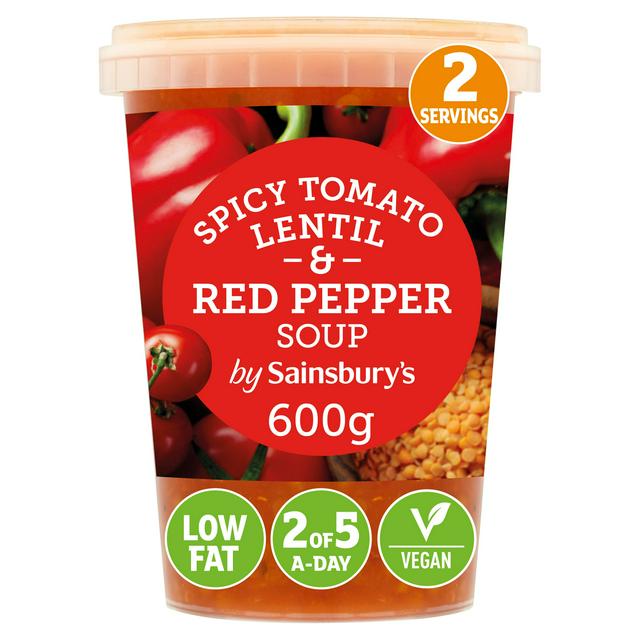 2
SERVINGS
SPICY TOMATO
LENTIL
- & -
RED PEPPER
SOUP
by Sainsbury's
600g
LOW
FAT
2 OF 5
A-DAY
V
VEGAN